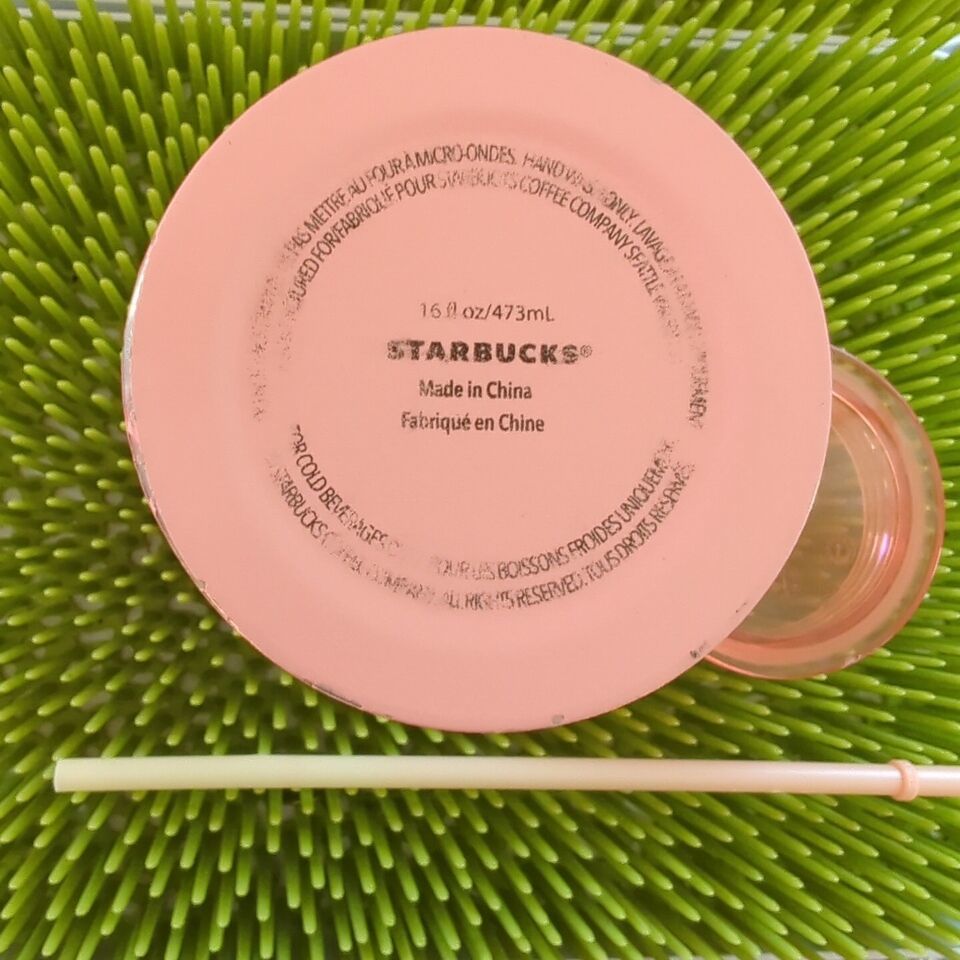 PAS METTRE AU FOUR À MICRO-ONDES. HAND WASH ONLY. LAVAGE
FOR/FABRIQUÉ POUR STARBUCKS COFFEE COMPANY SEATTLE
16 fl oz/473mL
STARBUCKS®
Made in China
Fabriqué en Chine
FOR COLD BEVERAGES POUR LES BOISSONS FROIDES UNIQUEMENT
STARBUCKS COFFEE COMPANY. ALL RIGHTS RESERVED. TOUS DROITS RÉSERVÉS